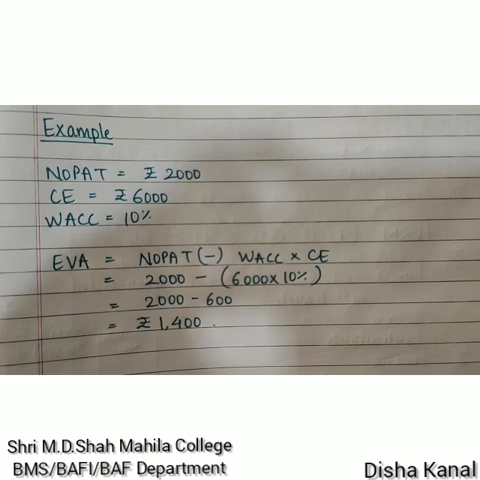 Example
NOPAT = ₹ 2000
CE = ₹ 6000
WACC = 10%
EVA = NOPAT (-) WACC x CE
= 2000 - (6000 x 10%)
= 2000 - 600
= ₹ 1,400.
Shri M.D.Shah Mahila College
BMS/BAFI/BAF Department
Disha Kanal